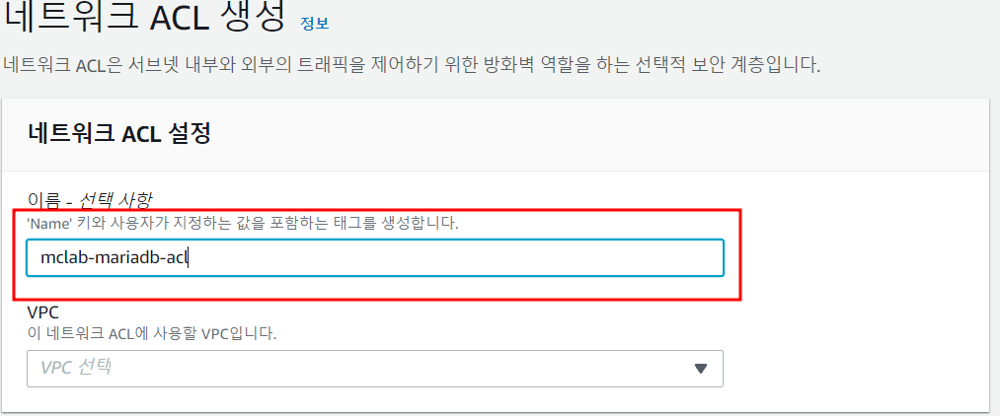 네트워크 ACL 생성 정보
네트워크 ACL은 서브넷 내부와 외부의 트래픽을 제어하기 위한 방화벽 역할을 하는 선택적 보안 계층입니다.
네트워크 ACL 설정
이름 - 선택 사항
'Name' 키와 사용자가 지정하는 값을 포함하는 태그를 생성합니다.
mclab-mariadb-acl
VPC
이 네트워크 ACL에 사용할 VPC입니다.
VPC 선택